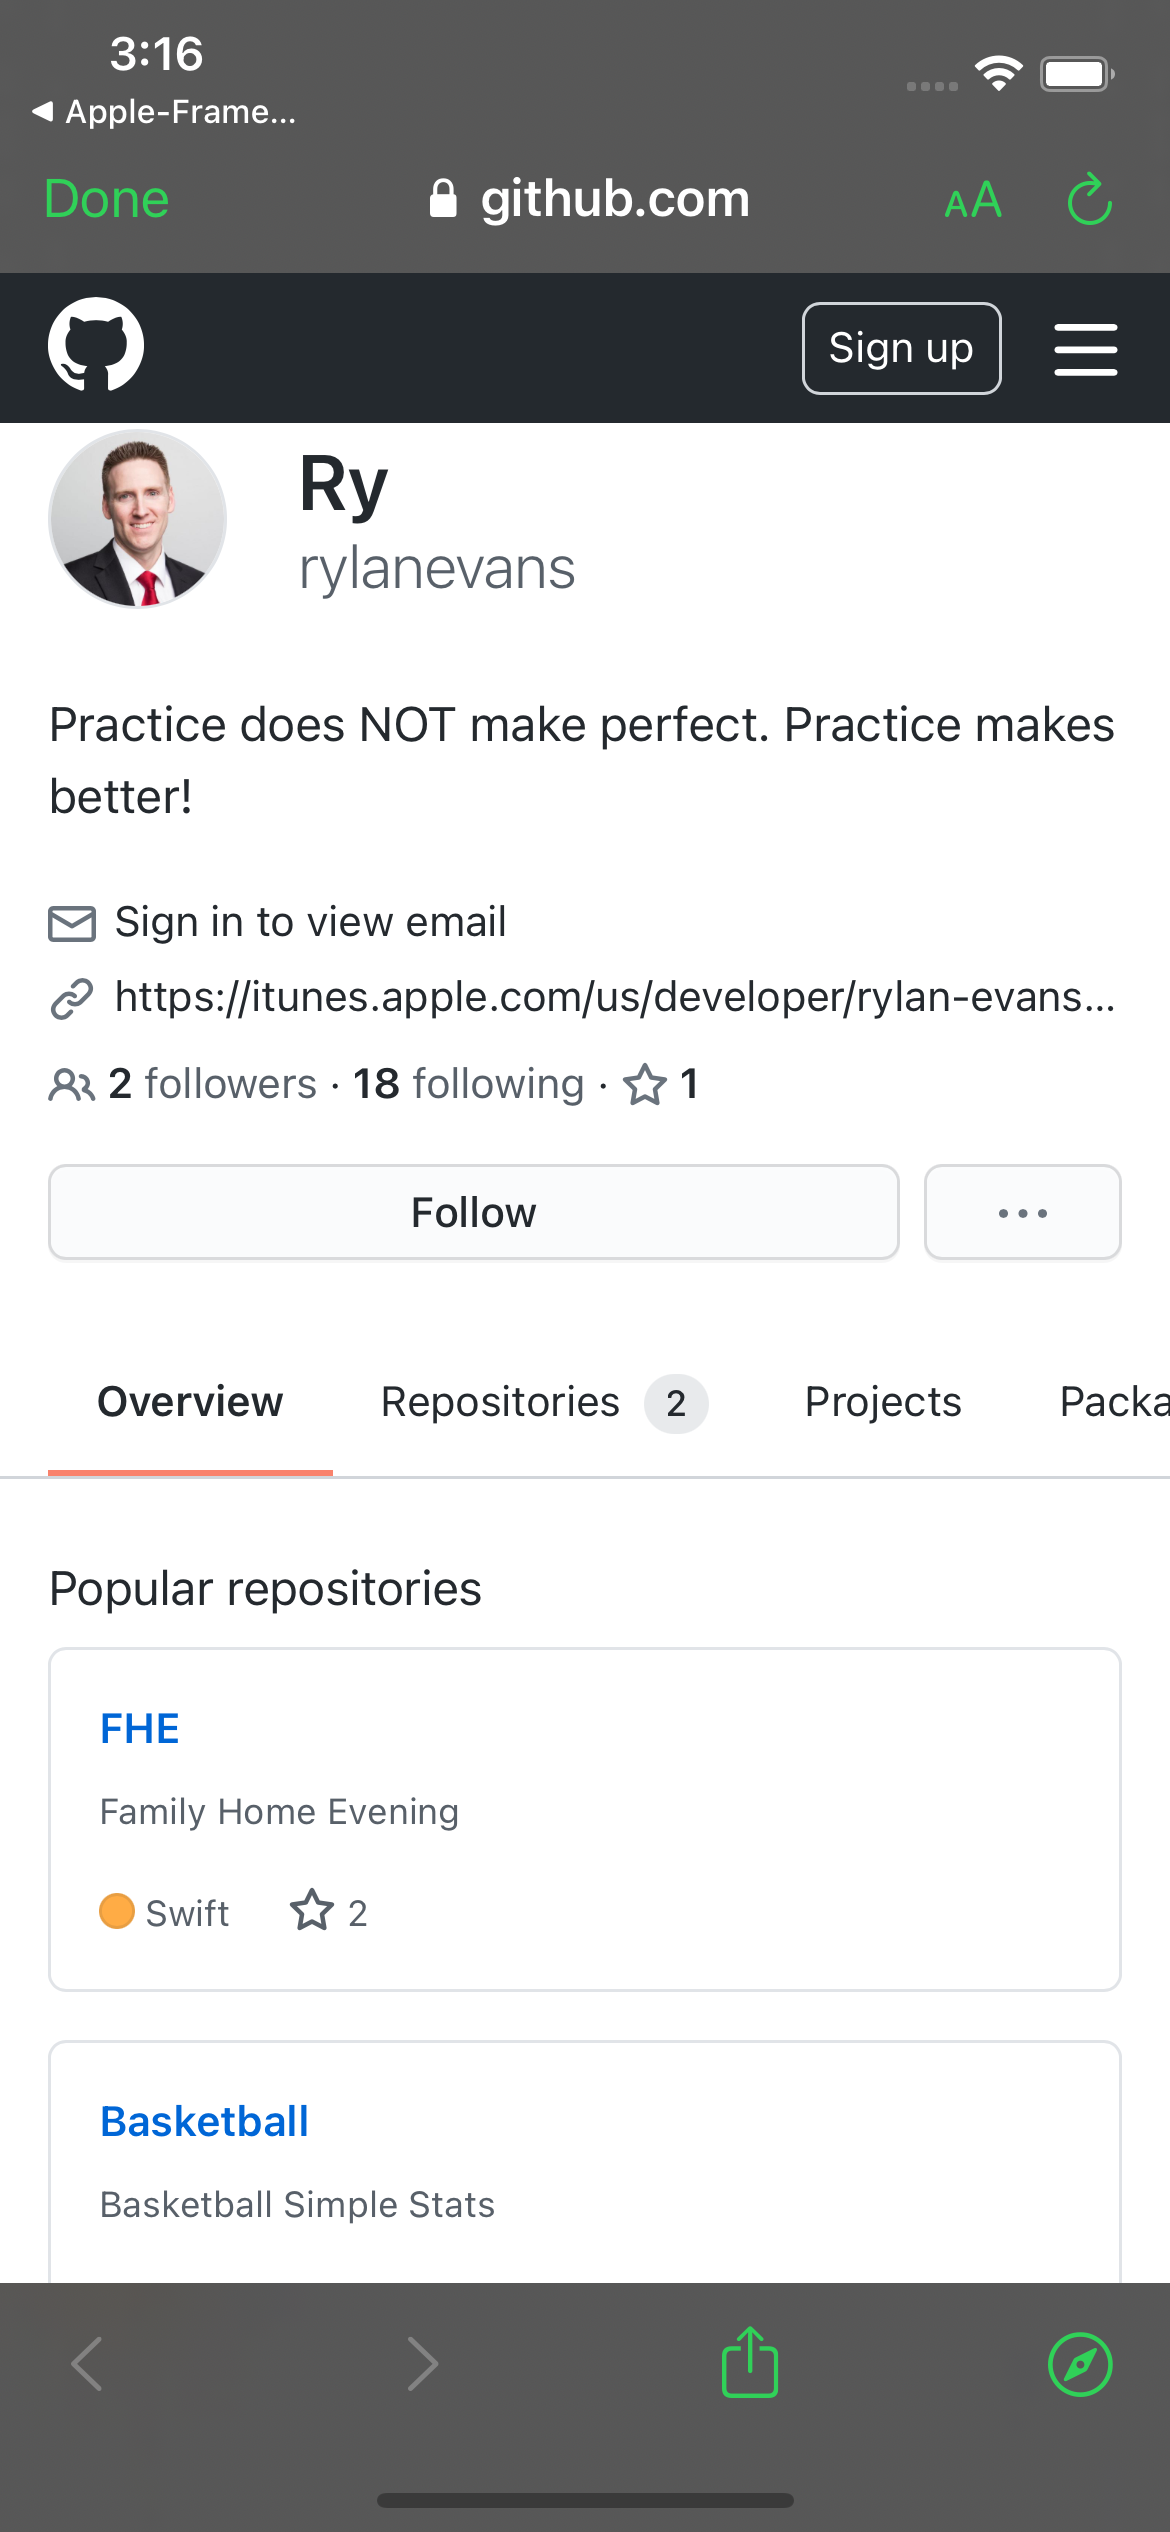 3:16
◀ Apple-Frame...
Done
github.com
AA
Sign up
Ry
rylanevans
Practice does NOT make perfect. Practice makes
better!
Sign in to view email
https://itunes.apple.com/us/developer/rylan-evans...
2 followers · 18 following · 1
Follow
...
Overview Repositories 2 Projects Packa
Popular repositories
FHE
Family Home Evening
Swift 2
Basketball
Basketball Simple Stats